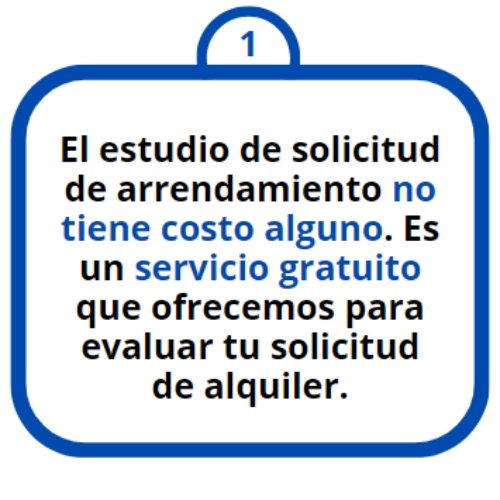 1
El estudio de solicitud
de arrendamiento no
tiene costo alguno. Es
un servicio gratuito
que ofrecemos para
evaluar tu solicitud
de alquiler.